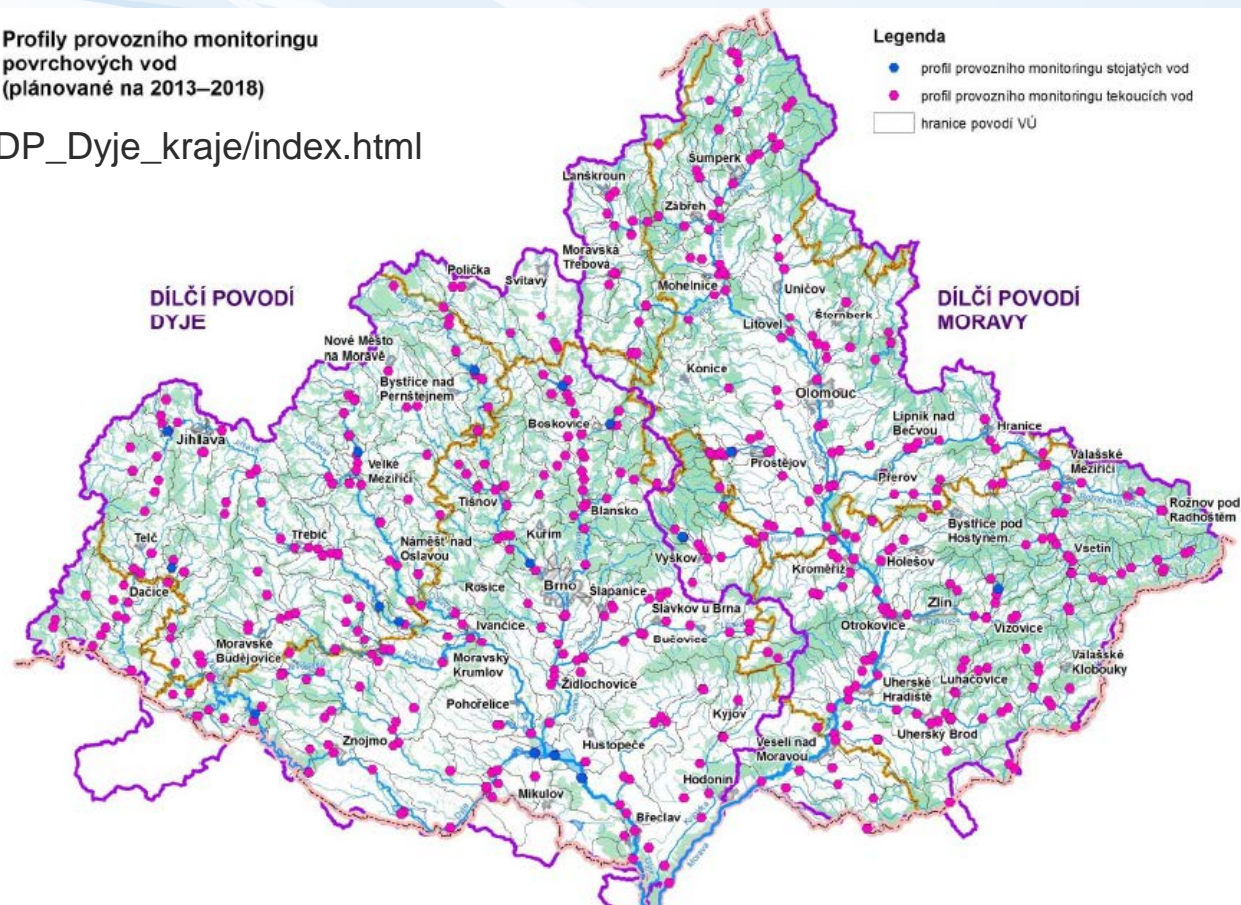 Profily provozního monitoringu
povrchových vod
(plánované na 2013–2018)
DP_Dyje_kraje/index.html
Legenda
profil provozního monitoringu stojatých vod
profil provozního monitoringu tekoucích vod
hranice povodí VÚ
DÍLČÍ POVODÍ
DYJE
DÍLČÍ POVODÍ
MORAVY
Šumperk
Lanškroun
Zábřeh
Moravská
Třebová
Mohelnice
Uničov
Litovel
Šternberk
Polička
Svitavy
Nové Město
na Moravě
Bystřice nad
Pernštejnem
Konice
Olomouc
Jihlava
Boskovice
Lipník nad
Bečvou
Hranice
Velké
Meziříčí
Prostějov
Přerov
Valašské
Meziříčí
Tišnov
Blansko
Rožnov pod
Radhoštěm
Telč
Třebíč
Náměšť nad
Oslavou
Kuřim
Vyškov
Bystřice pod
Hostýnem
Vsetín
Dačice
Rosice
Brno
Šlapanice
Kroměříž
Holešov
Slavkov u Brna
Zlín
Ivančice
Bučovice
Otrokovice
Vizovice
Moravské
Budějovice
Moravský
Krumlov
Židlochovice
Valašské
Klobouky
Pohořelice
Kyjov
Uherské
Hradiště
Luhačovice
Znojmo
Hustopeče
Veselí nad
Moravou
Uherský Brod
Mikulov
Hodonín
Břeclav
Dyje
Morava